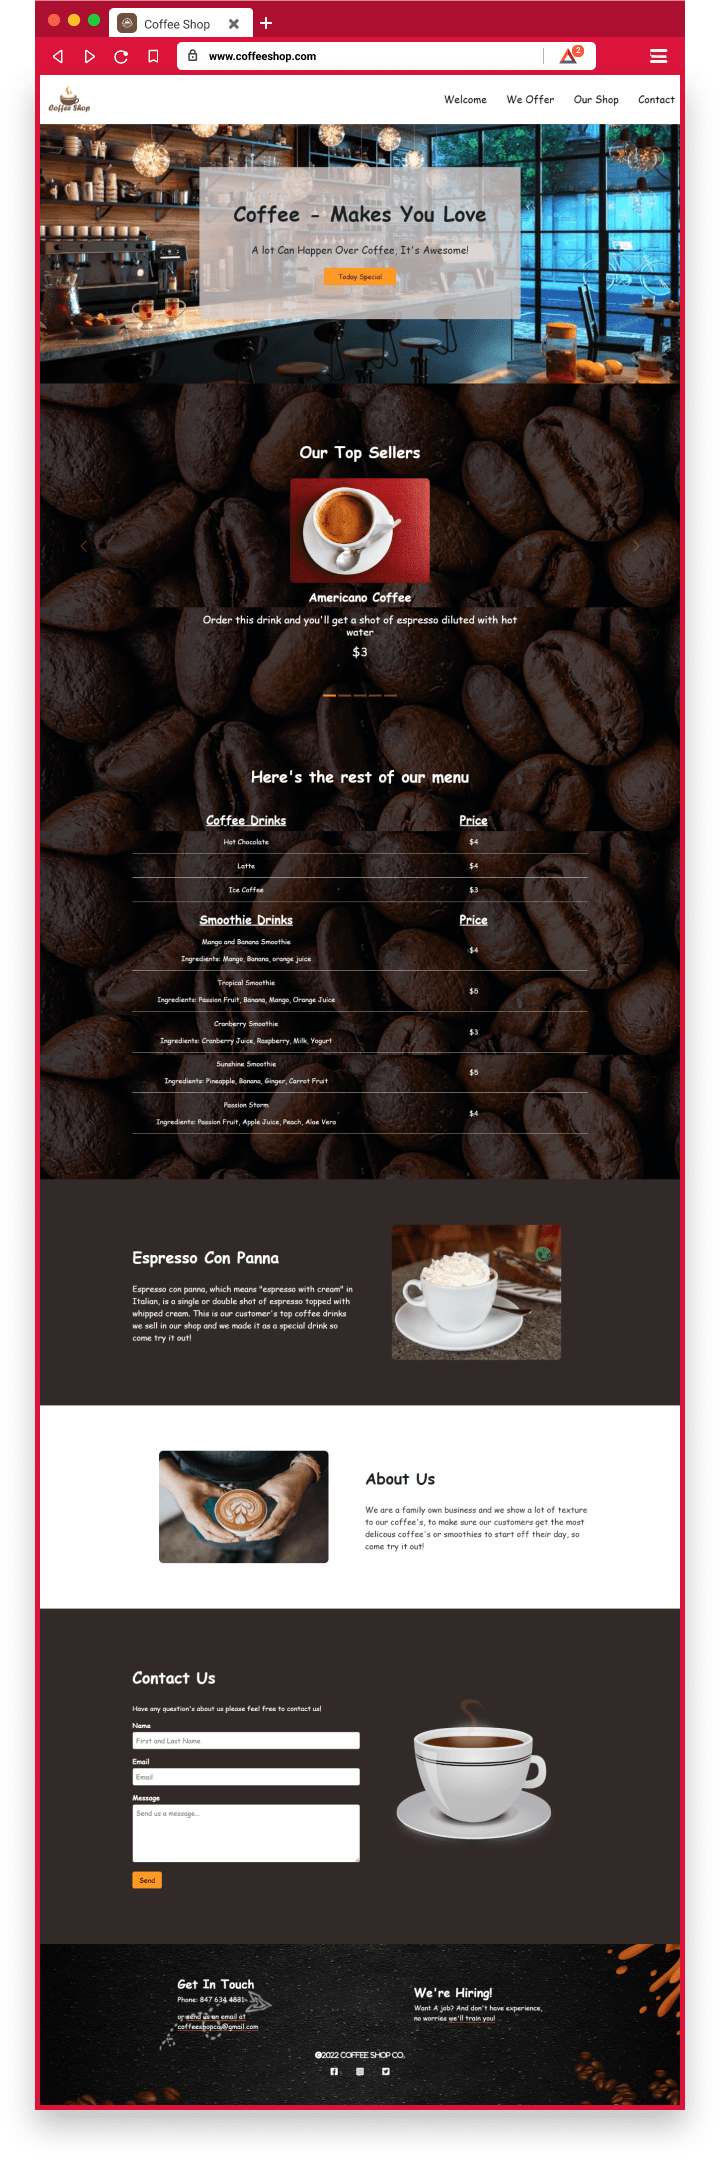 Coffee Shop
www.coffeeshop.com
2
Coffee Shop
Welcome
We Offer
Our Shop
Contact
Coffee - Makes You Love
A lot Can Happen Over Coffee, It's Awesome!
Today Special
Our Top Sellers
Americano Coffee
Order this drink and you'll get a shot of espresso diluted with hot
water
$3
Here's the rest of our menu
Coffee Drinks Price
Hot Chocolate $4
Latte $4
Ice Coffee $3
Smoothie Drinks Price
Mango and Banana Smoothie
Ingredients: Mango, Banana, orange juice
$4
Tropical Smoothie
Ingredients: Passion Fruit, Banana, Mango, Orange Juice
$5
Cranberry Smoothie
Ingredients: Cranberry Juice, Raspberry, Milk, Yogurt
$3
Sunshine Smoothie
Ingredients: Pineapple, Banana, Ginger, Carrot Fruit
$5
Passion Storm
Ingredients: Passion Fruit, Apple Juice, Peach, Aloe Vera
$4
Espresso Con Panna
Espresso con panna, which means "espresso with cream" in
Italian, is a single or double shot of espresso topped with
whipped cream. This is our customer's top coffee drinks
we sell in our shop and we made it as a special drink so
come try it out!
About Us
We are a family own business and we show a lot of texture
to our coffee's, to make sure our customers get the most
delicous coffee's or smoothies to start off their day, so
come try it out!
Contact Us
Have any question's about us please feel free to contact us!
Name
First and Last Name
Email
Email
Message
Send us a message...
Send
Get In Touch
Phone: 847 634 4831
or send us an email at
coffeeshopco@gmail.com
We're Hiring!
Want A job? And don't have experience,
no worries we'll train you!
©2022 COFFEE SHOP CO.